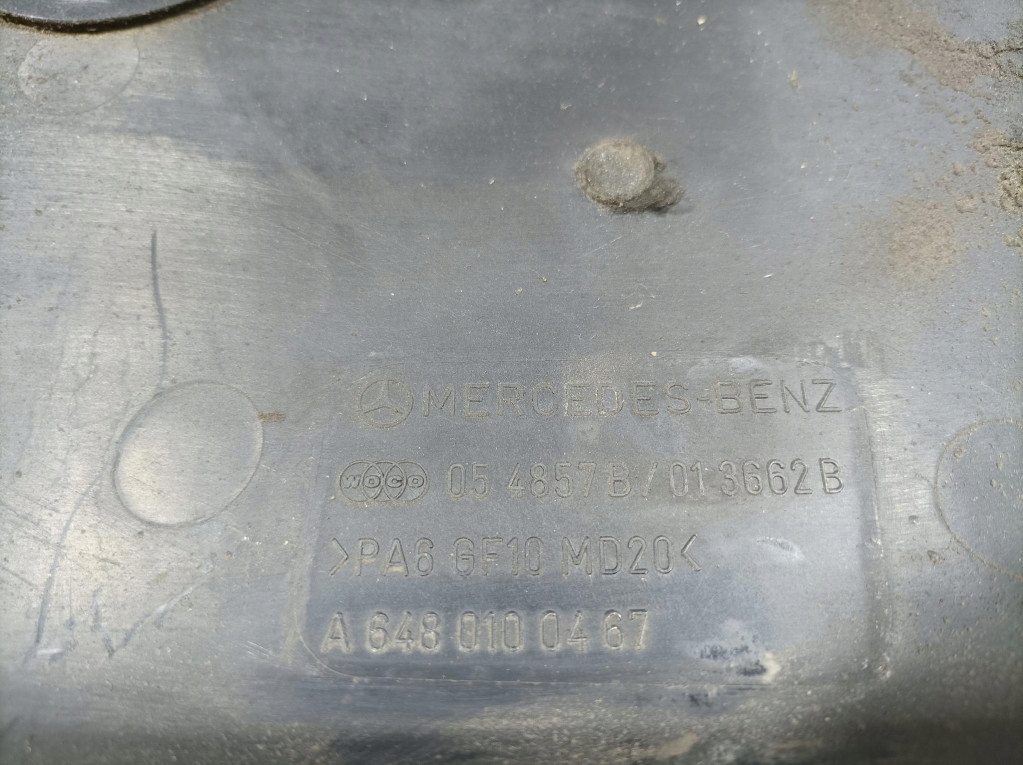 MERCEDES-BENZ
WOCO 05 4857 B / 01 3662 B
>PA6 GF10 MD20<
A 648 010 04 67